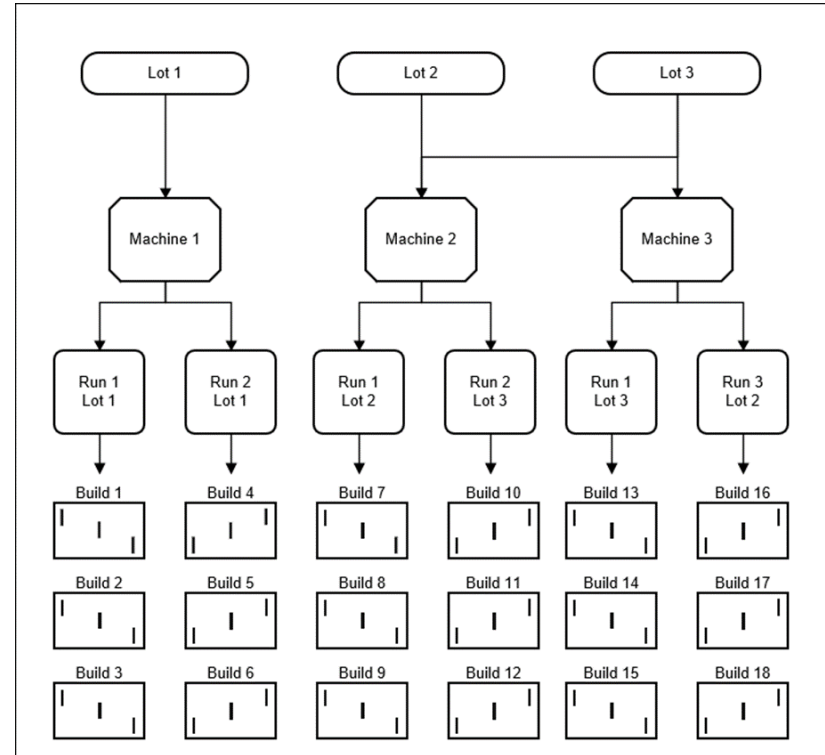 Lot 1
Lot 2
Lot 3
Machine 1
Machine 2
Machine 3
Run 1
Lot 1
Run 2
Lot 1
Run 1
Lot 2
Run 2
Lot 3
Run 1
Lot 3
Run 3
Lot 2
Build 1
Build 4
Build 7
Build 10
Build 13
Build 16
Build 2
Build 5
Build 8
Build 11
Build 14
Build 17
Build 3
Build 6
Build 9
Build 12
Build 15
Build 18